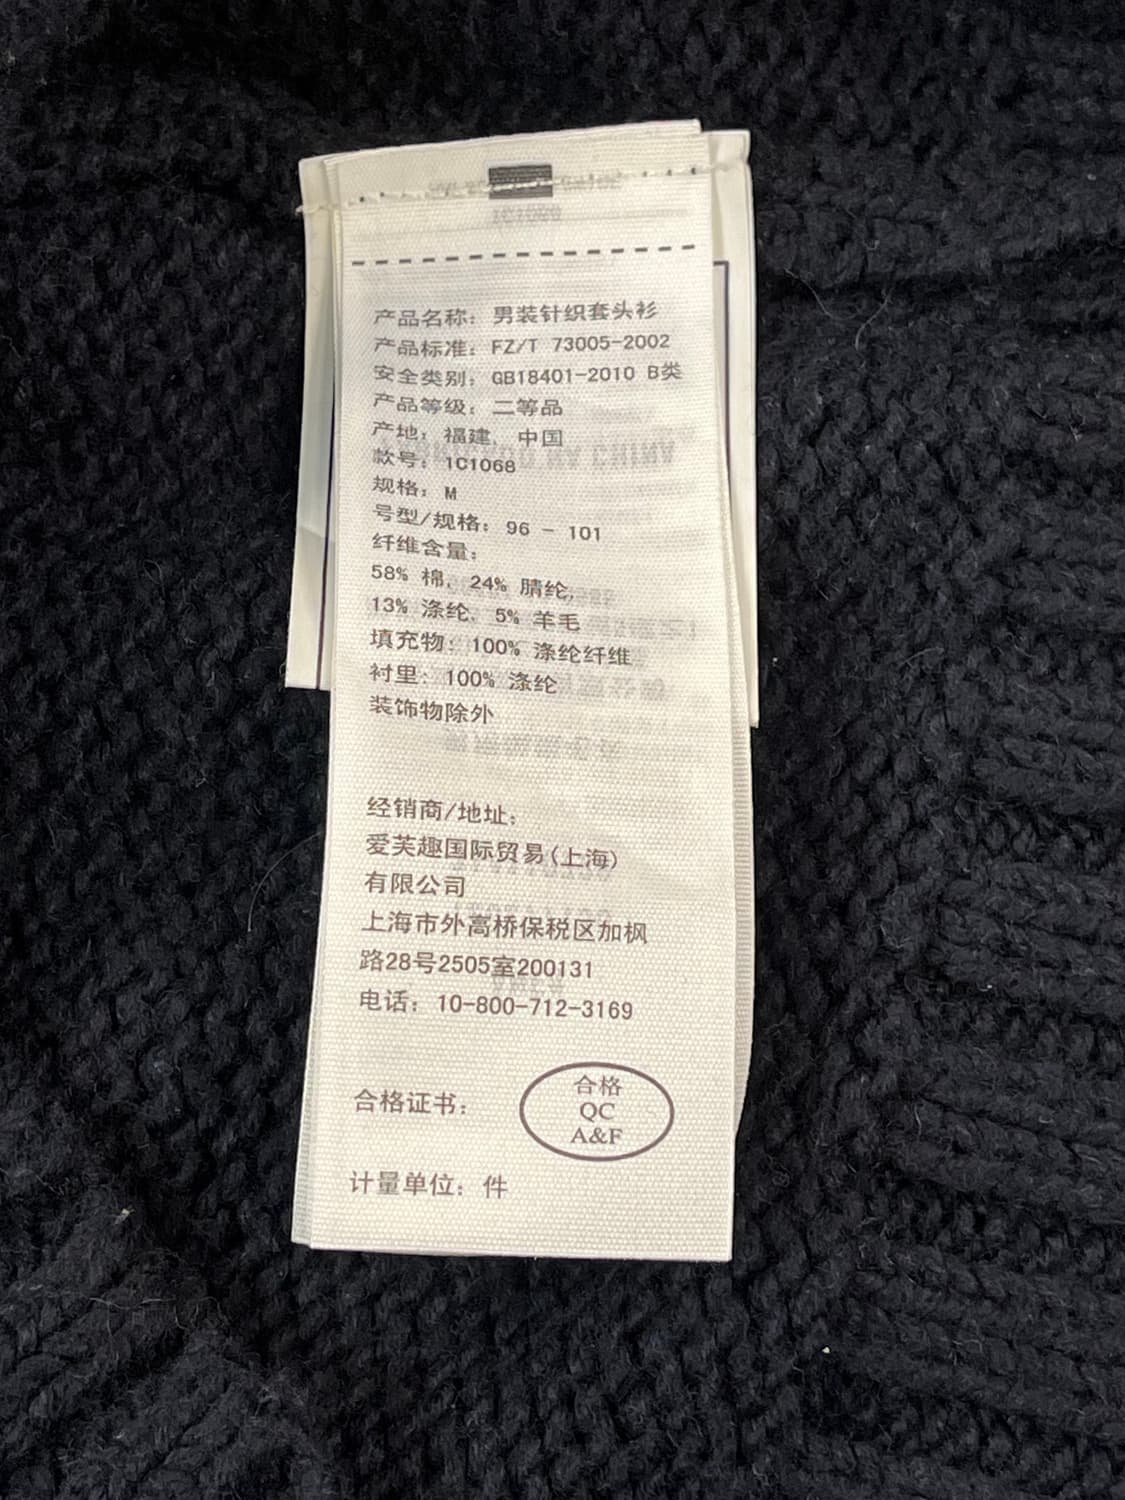 产品名称：男装针织套头衫
产品标准：FZ/T 73005-2002
安全类别：GB18401-2010 B类
产品等级：二等品
产地：福建，中国
款号：1C1068
规格：M
号型/规格：96 - 101
纤维含量：
58% 棉，24% 腈纶，
13% 涤纶，5% 羊毛
填充物：100% 涤纶纤维
衬里：100% 涤纶
装饰物除外
经销商/地址：
爱芙趣国际贸易(上海)
有限公司
上海市外高桥保税区加枫
路28号2505室200131
电话：10-800-712-3169
合格证书：
合格
QC
A&F
计量单位：件